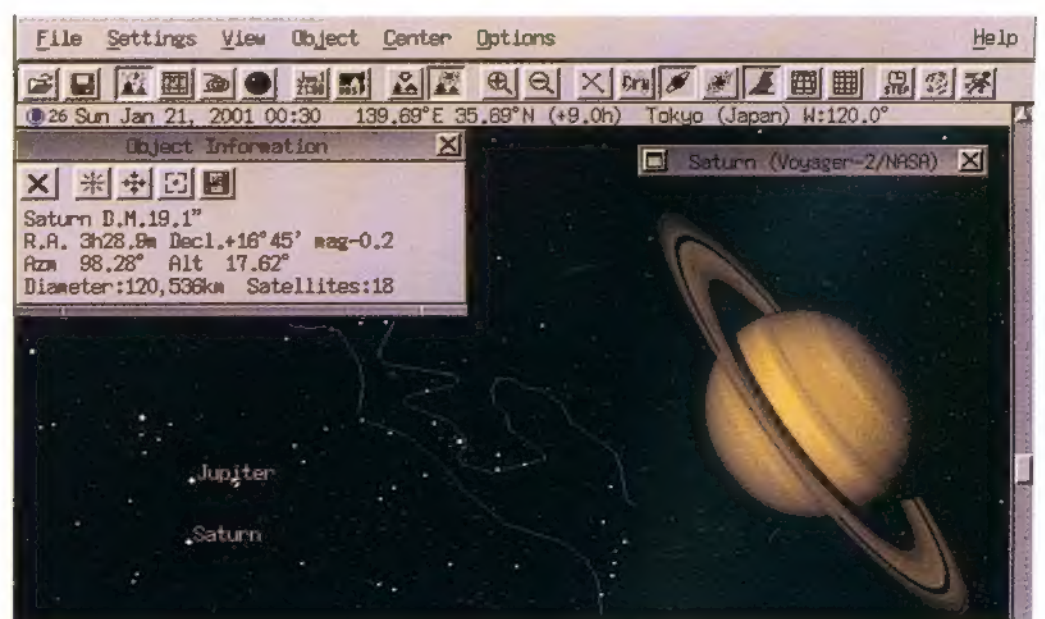 File Settings View Object Center Options Help
26 Sun Jan 21, 2001 00:30 139.69°E 35.69°N (+9.0h) Tokyo (Japan) W:120.0°
Object Information
Saturn (Voyager-2/NASA)
Saturn D.M.19.1"
R.A. 3h28.8m Decl.+16°45' mag-0.2
Azm 98.28° Alt 17.62°
Diameter:120,536km Satellites:18
Jupiter
Saturn